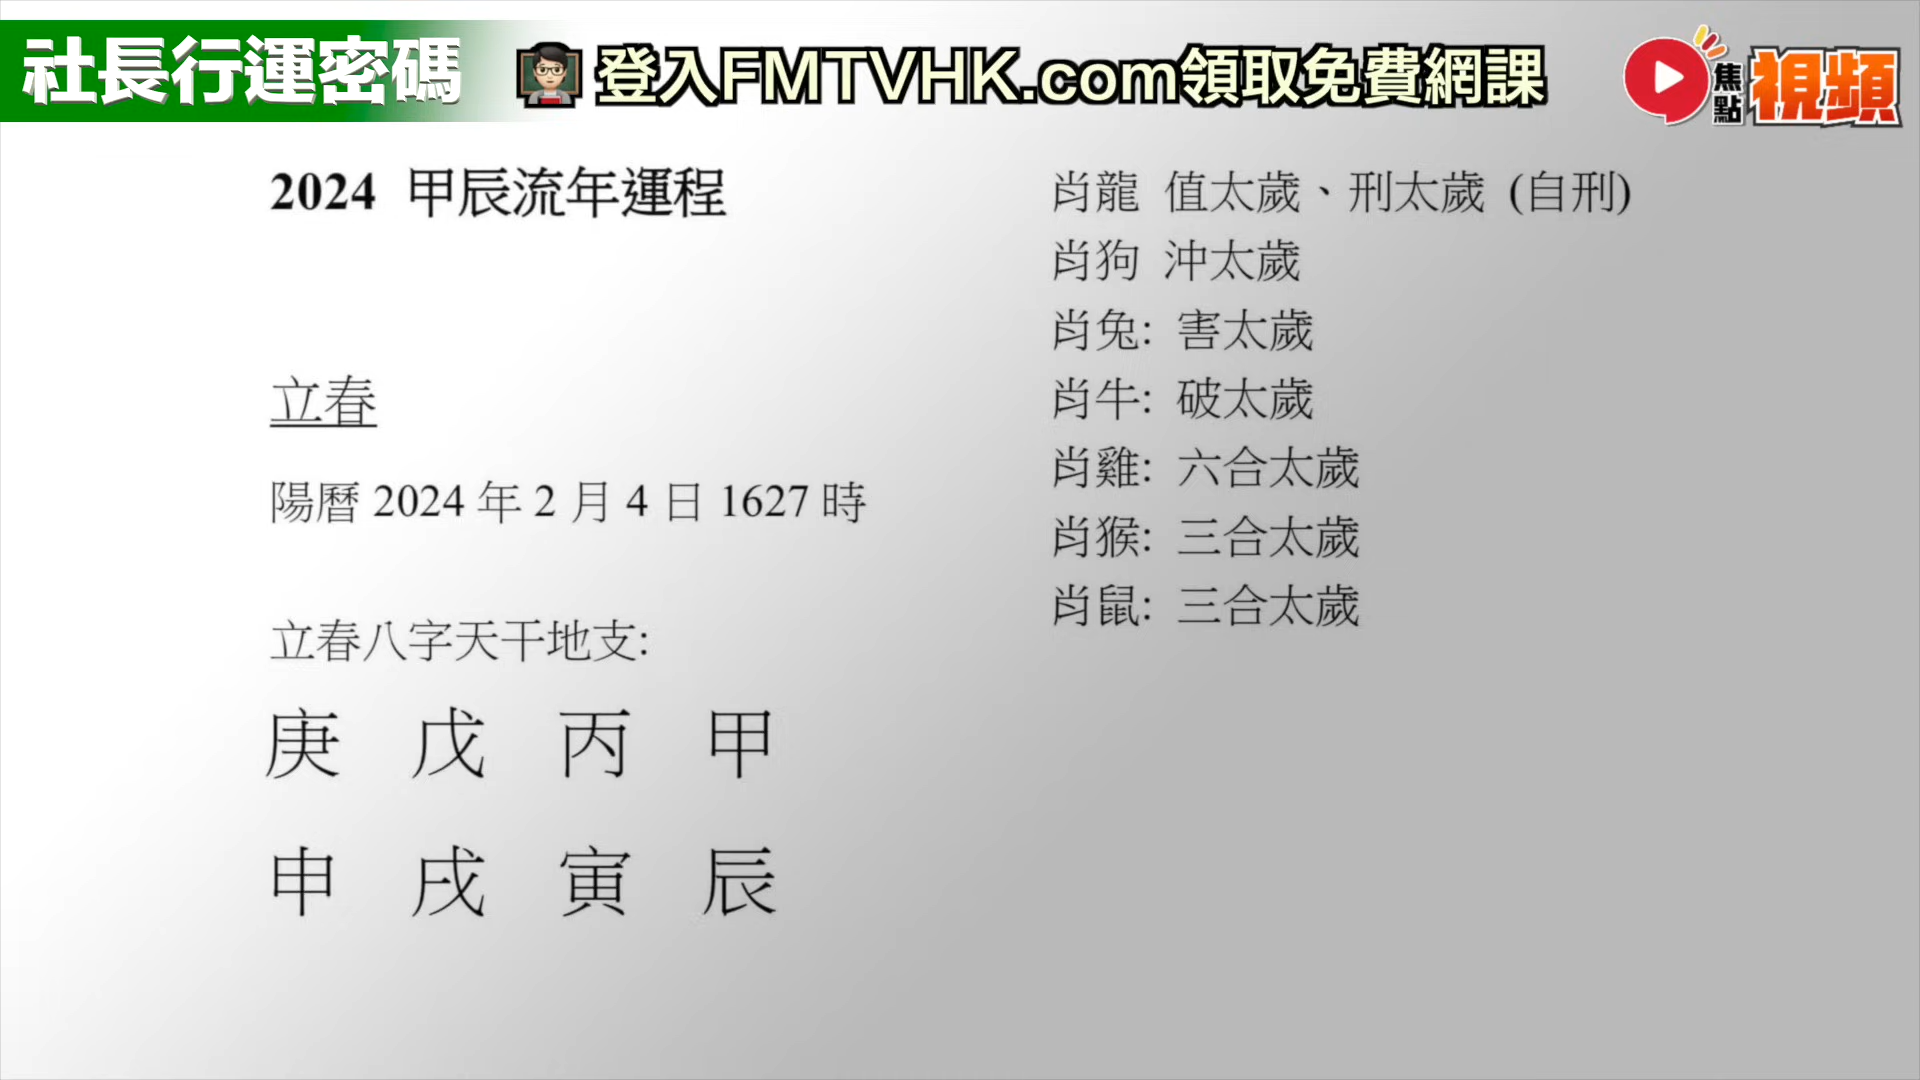 社長行運密碼
登入FMTVHK.com領取免費網課
焦點視頻
2024 甲辰流年運程
立春
陽曆 2024 年 2 月 4 日 1627 時
立春八字天干地支:
庚 戊 丙 甲
申 戌 寅 辰
肖龍 值太歲、刑太歲 (自刑)
肖狗 沖太歲
肖兔: 害太歲
肖牛: 破太歲
肖雞: 六合太歲
肖猴: 三合太歲
肖鼠: 三合太歲